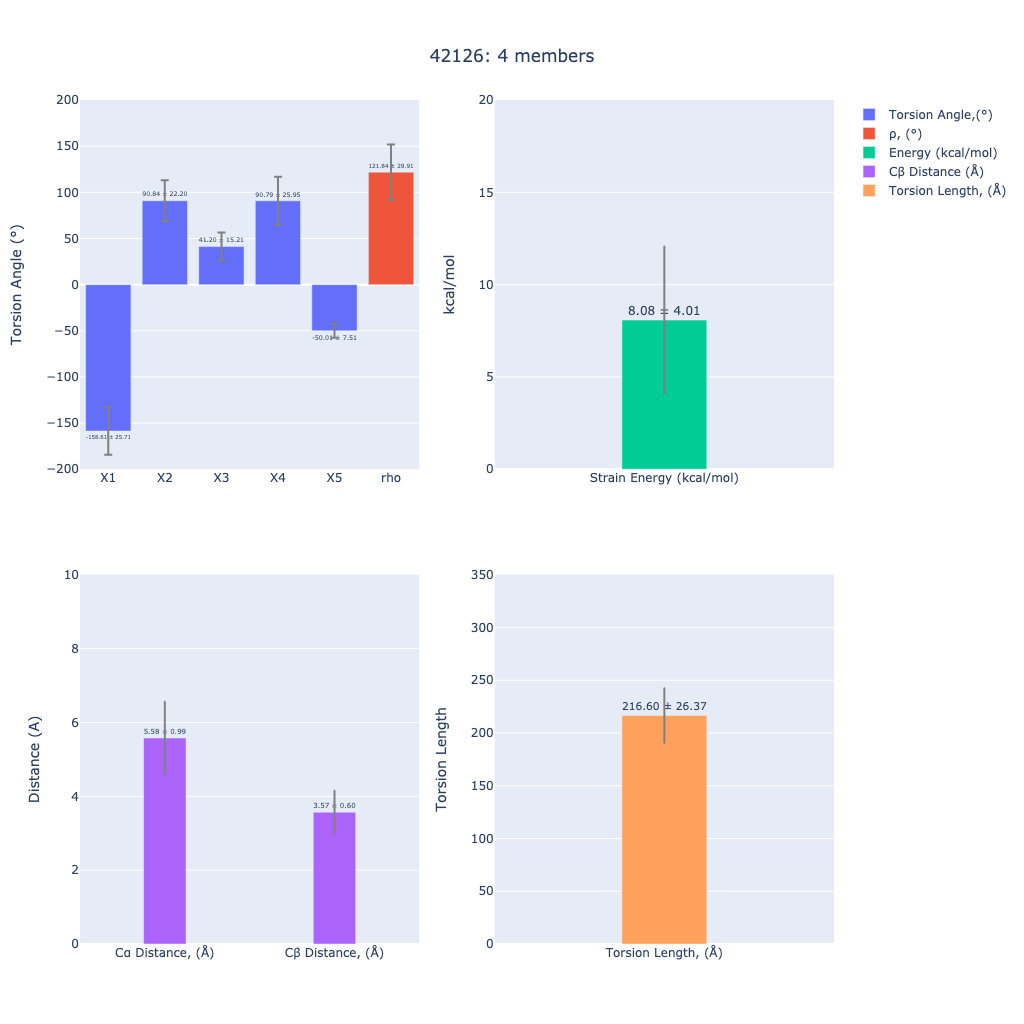 42126: 4 members
200
150
100
50
0
−50
−100
−150
−200
Torsion Angle (°)
-158.61 ± 25.71
90.84 ± 22.20
41.20 ± 15.21
90.79 ± 25.95
-50.01 ± 7.51
121.84 ± 29.91
X1 X2 X3 X4 X5 rho
20
15
10
5
0
kcal/mol
8.08 ± 4.01
Strain Energy (kcal/mol)
Torsion Angle,(°)
ρ, (°)
Energy (kcal/mol)
Cβ Distance (Å)
Torsion Length, (Å)
10
8
6
4
2
0
Distance (A)
5.58 ± 0.99
3.57 ± 0.60
Cα Distance, (Å) Cβ Distance, (Å)
350
300
250
200
150
100
50
0
Torsion Length
216.60 ± 26.37
Torsion Length, (Å)